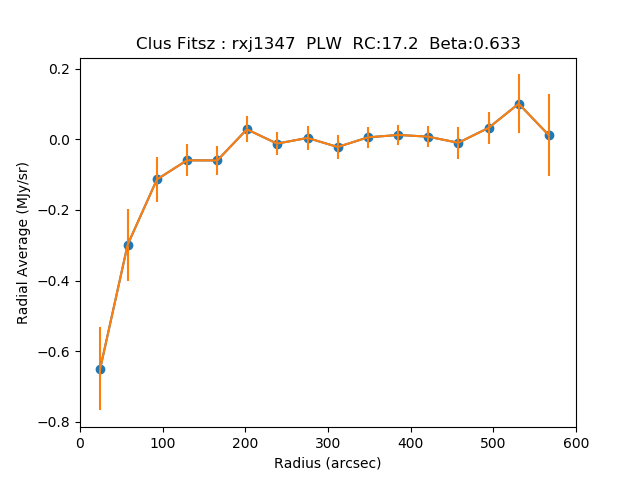 Clus Fitsz : rxj1347  PLW  RC:17.2  Beta:0.633
0.2
0.0
−0.2
−0.4
−0.6
−0.8
Radial Average (MJy/sr)
0 100 200 300 400 500 600
Radius (arcsec)